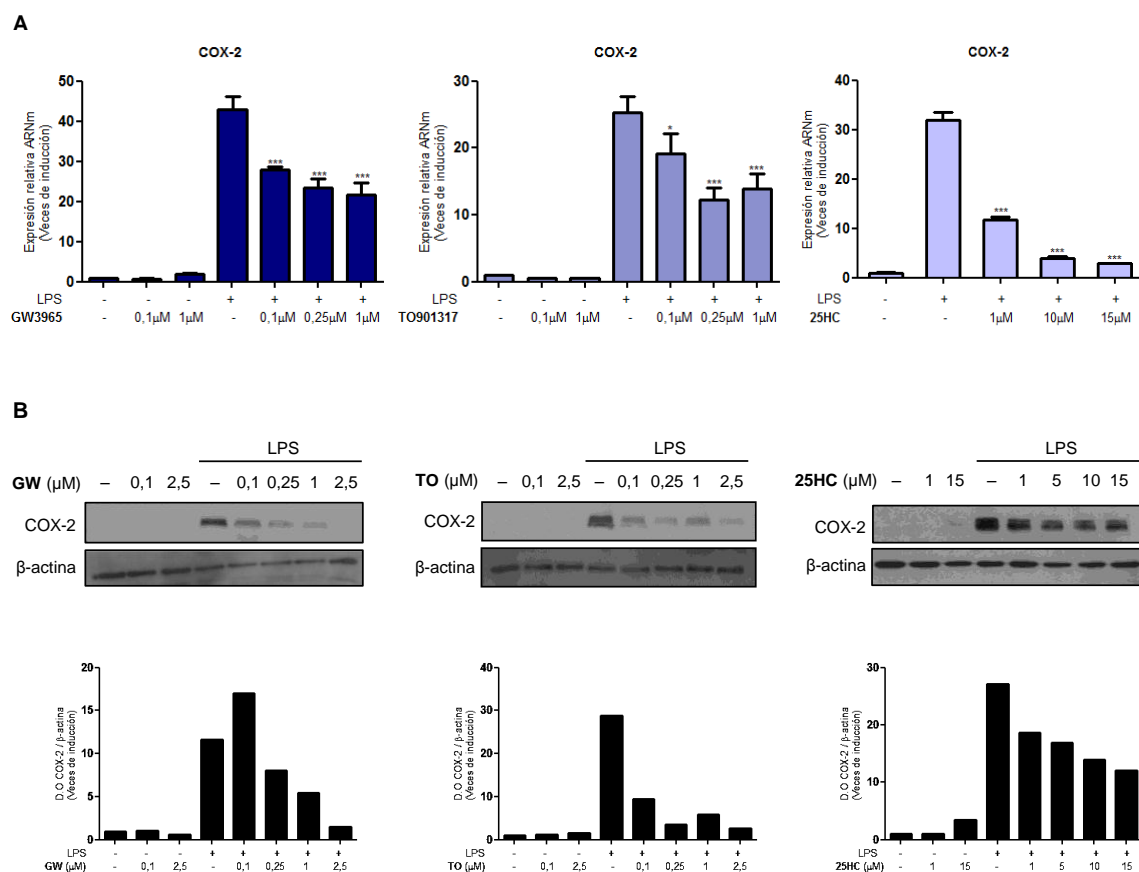 A
COX-2
Expresión relativa ARNm
(Veces de inducción)
50
40
30
20
10
0
LPS - - - + + + +
GW3965 - 0,1µM 1µM - 0,1µM 0,25µM 1µM
*** *** ***
COX-2
Expresión relativa ARNm
(Veces de inducción)
30
20
10
0
LPS - - - + + + +
TO901317 - 0,1µM 1µM - 0,1µM 0,25µM 1µM
* *** ***
COX-2
Expresión relativa ARNm
(Veces de inducción)
40
30
20
10
0
LPS - + + + +
25HC - - 1µM 10µM 15µM
*** *** ***
B
LPS
GW (µM) – 0,1 2,5 – 0,1 0,25 1 2,5
COX-2
β-actina
LPS
TO (µM) – 0,1 2,5 – 0,1 0,25 1 2,5
COX-2
β-actina
LPS
25HC (µM) 1 15 – 1 5 10 15
COX-2
β-actina
D.O COX-2 / β-actina
(Veces de inducción)
20
15
10
5
0
LPS - - - + + + + +
GW (µM) - 0,1 2,5 - 0,1 0,25 1 2,5
D.O COX-2 / β-actina
(Veces de inducción)
40
30
20
10
0
LPS - - - + + + + +
TO (µM) - 0,1 2,5 - 0,1 0,25 1 2,5
D.O COX-2 / β-actina
(Veces de inducción)
30
20
10
0
LPS - - - + + + + +
25HC (µM) - 1 15 - 1 5 10 15